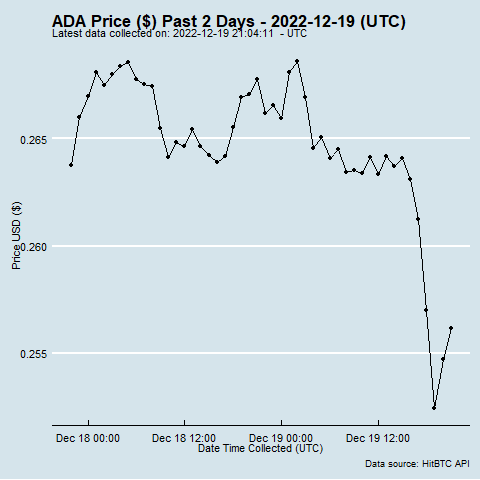 ADA Price ($) Past 2 Days - 2022-12-19 (UTC)
Latest data collected on: 2022-12-19 21:04:11 - UTC
0.265
0.260
0.255
Price USD ($)
Dec 18 00:00 Dec 18 12:00 Dec 19 00:00 Dec 19 12:00
Date Time Collected (UTC)
Data source: HitBTC API